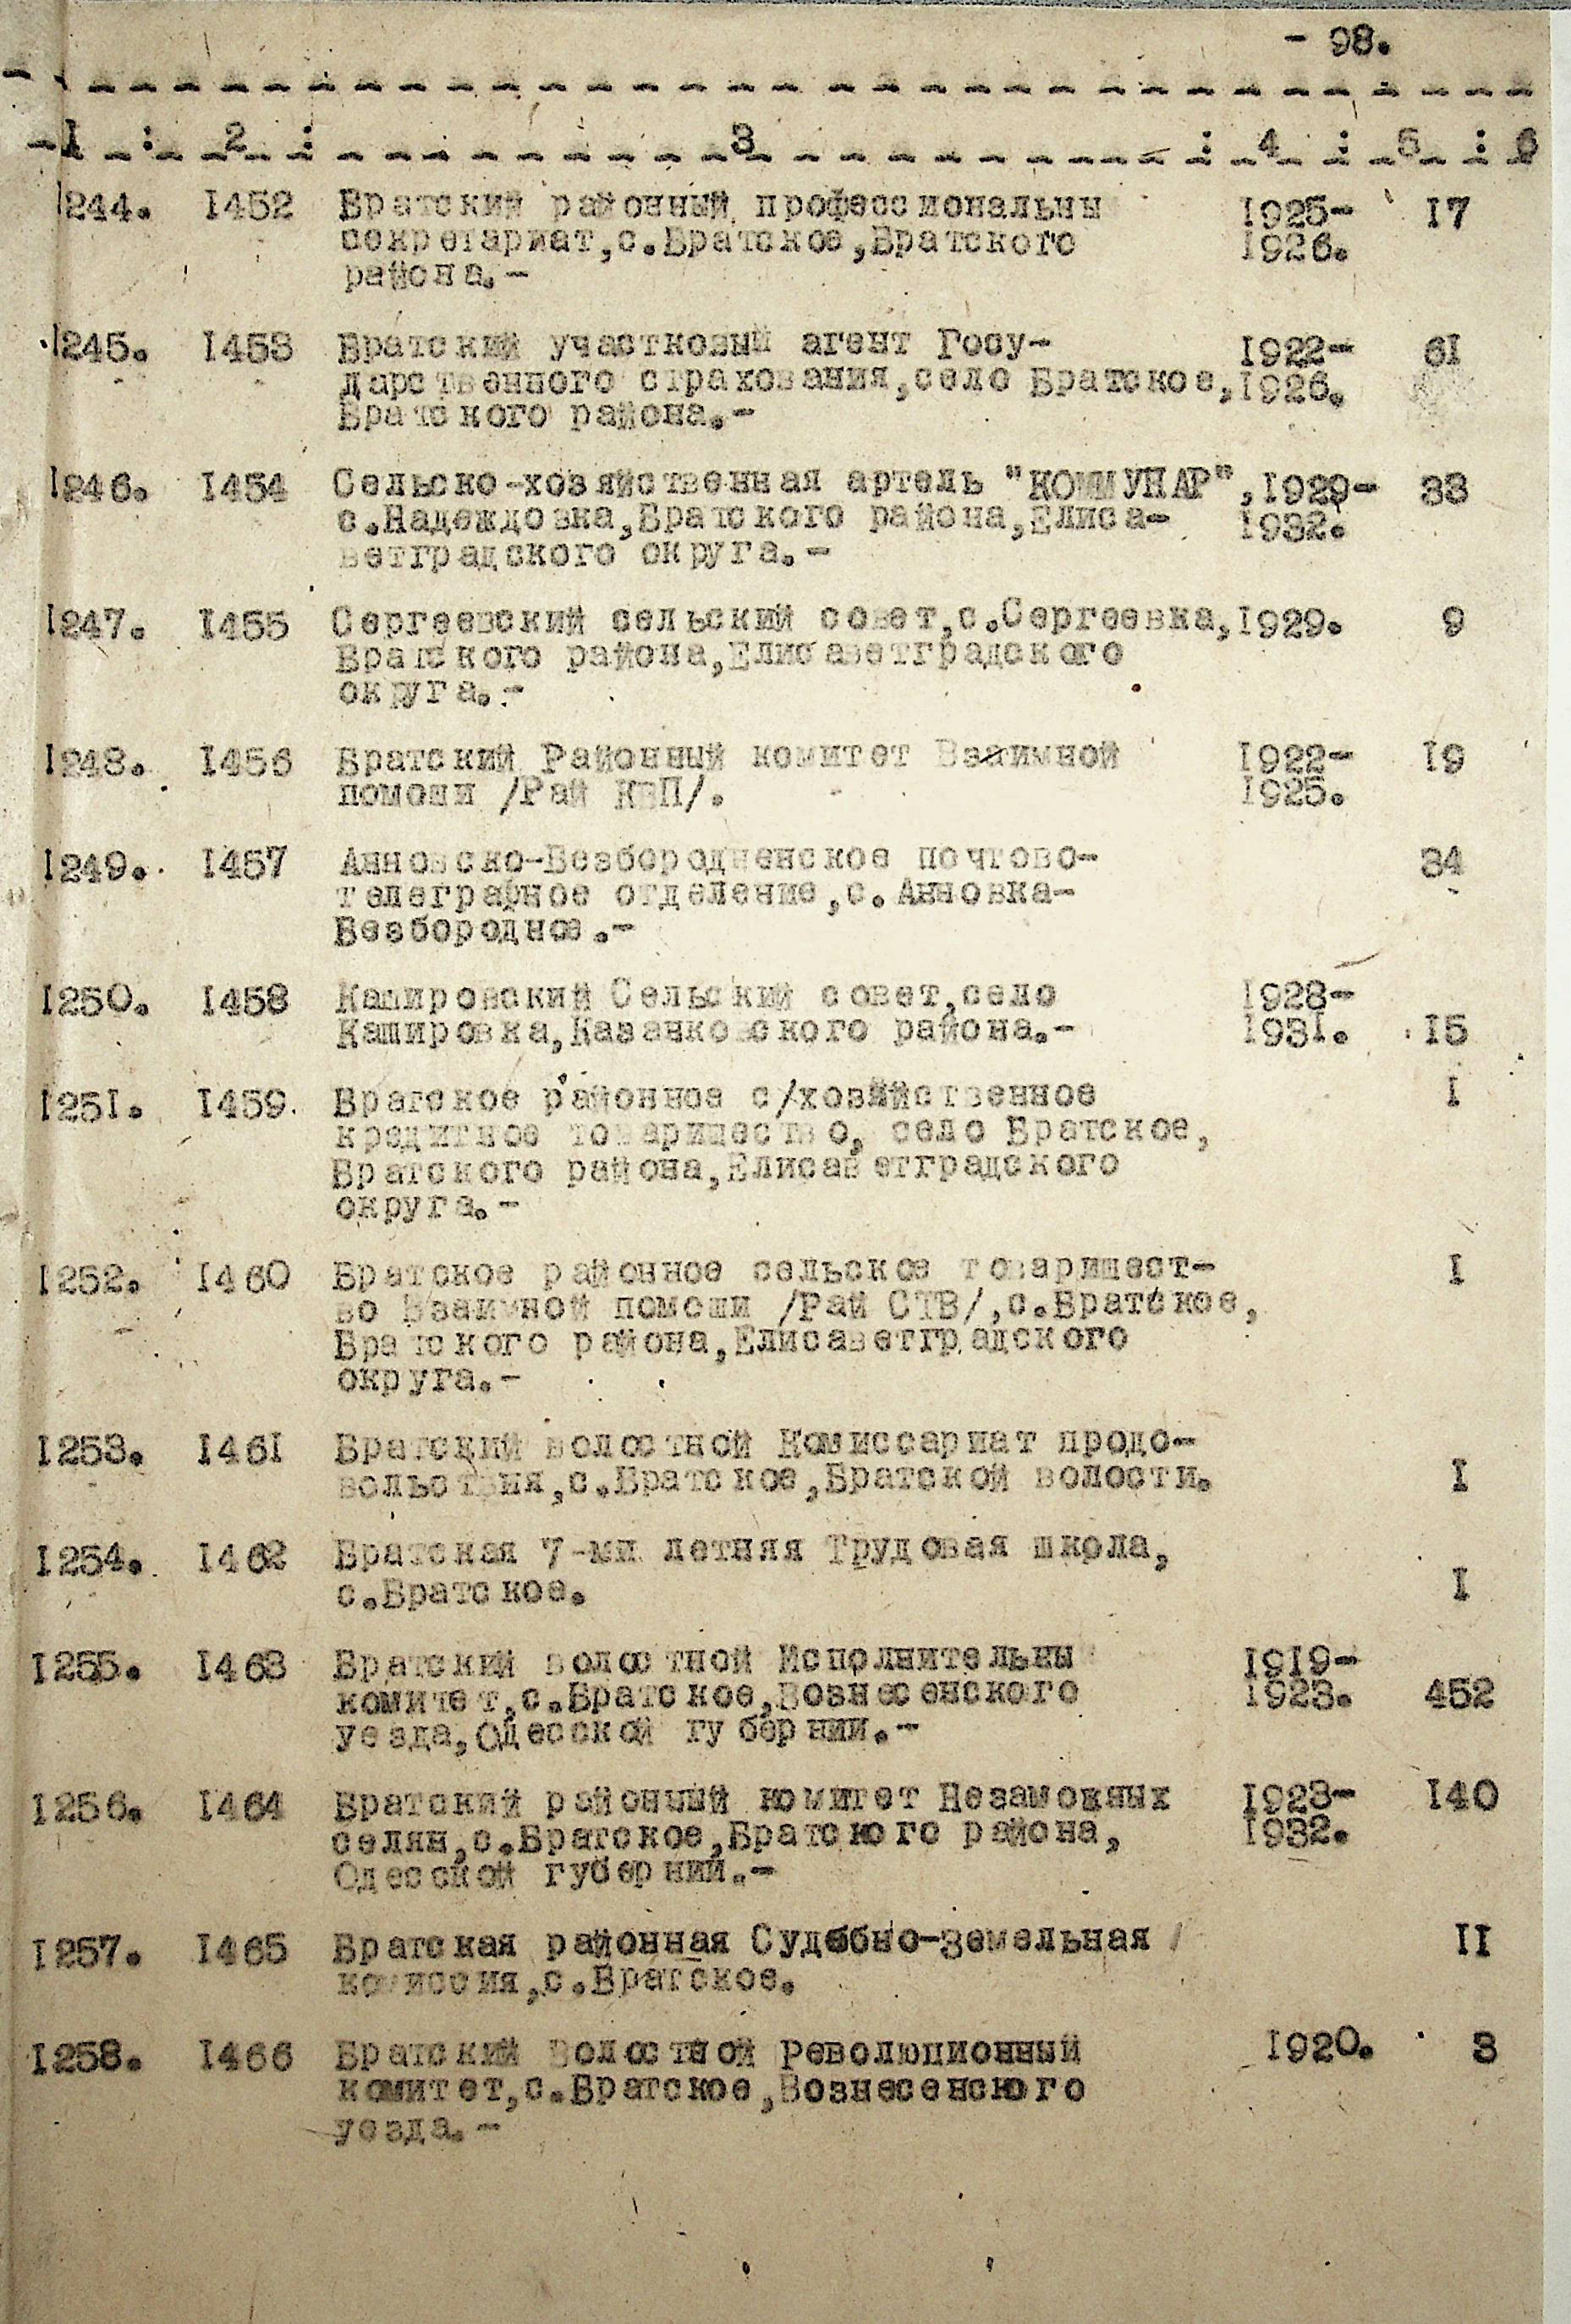 - 98.
1 : 2 : 3 : 4 : 5 : 6
1244. 1452 Братский районный профессиональны 1925- 17
секретариат,с.Братское,Братского 1926.
района.-
1245. 1453 Братский участковый агент Госу- 1922- 61
дарственного страхования,село Братское, 1926.
Братского района.-
1246. 1454 Сельско-хозяйственная артель "КОММУНАР", 1929- 33
с.Надеждовка,Братского района,Елиса- 1932.
ветградского округа.-
1247. 1455 Сергеевский сельский совет,с.Сергеевка, 1929. 9
Братского района,Елисаветградского
округа.-
1248. 1456 Братский Районный комитет Взаимной 1922- 19
помощи /Рай КВП/. 1925.
1249. 1457 Анновско-Безбородненское почтово- 34
телеграфное отделение,с.Анновка-
Безбородное.-
1250. 1458 Кашировский Сельский совет,село 1928-
Кашировка,Казанковского района.- 1931. 15
1251. 1459. Братское районное с/хозяйственное 1
кредитное товарищество, село Братское,
Братского района,Елисаветградского
округа.-
1252. 1460 Братское районное сельское товарищест- 1
во Взаимной помощи /Рай СТВ/,с.Братское,
Братского района,Елисаветградского
округа.-
1253. 1461 Братский волостной Комиссариат продо-
вольствия,с.Братское,Братской волости. 1
1254. 1462 Братская 7-ми летняя Трудовая школа,
с.Братское. 1
1255. 1463 Братский волостной Исполнительны 1919-
комитет,с.Братское,Вознесенского 1923. 452
уезда,Одесской губернии.-
1256. 1464 Братский районный комитет Незаможных 1923- 140
селян,с.Братское,Братского района, 1932.
Одесской губернии.-
1257. 1465 Братская районная Судебно-Земельная 11
комиссия,с.Братское.
1258. 1466 Братский Волостной Революционный 1920. 3
комитет,с.Братское,Вознесенского
уезда.-